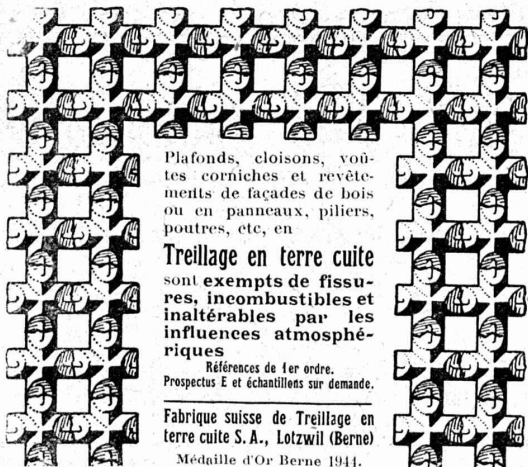 Plafonds, cloisons, voû-
tes corniches et revête-
ments de façades de bois
ou en panneaux, piliers,
poutres, etc, en
Treillage en terre cuite
sont exempts de fissu-
res, incombustibles et
inaltérables par les
influences atmosphé-
riques
Références de 1er ordre.
Prospectus E et échantillons sur demande.
Fabrique suisse de Treillage en
terre cuite S.A., Lotzwil (Berne)
Médaille d'Or Berne 1914.